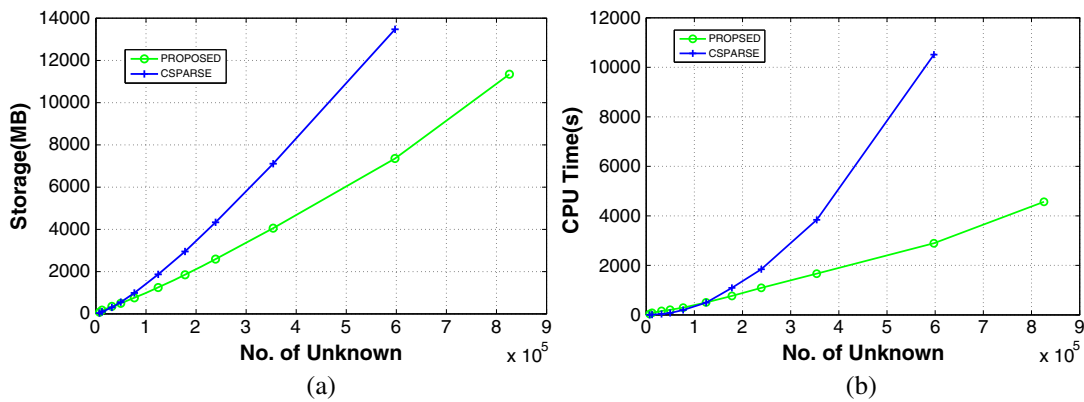 14000
12000
10000
8000
6000
4000
2000
0
Storage(MB)
PROPOSED
CSPARSE
0 1 2 3 4 5 6 7 8 9
x 10^5
No. of Unknown
(a)
12000
10000
8000
6000
4000
2000
0
CPU Time(s)
PROPSED
CSPARSE
0 1 2 3 4 5 6 7 8 9
x 10^5
No. of Unknown
(b)